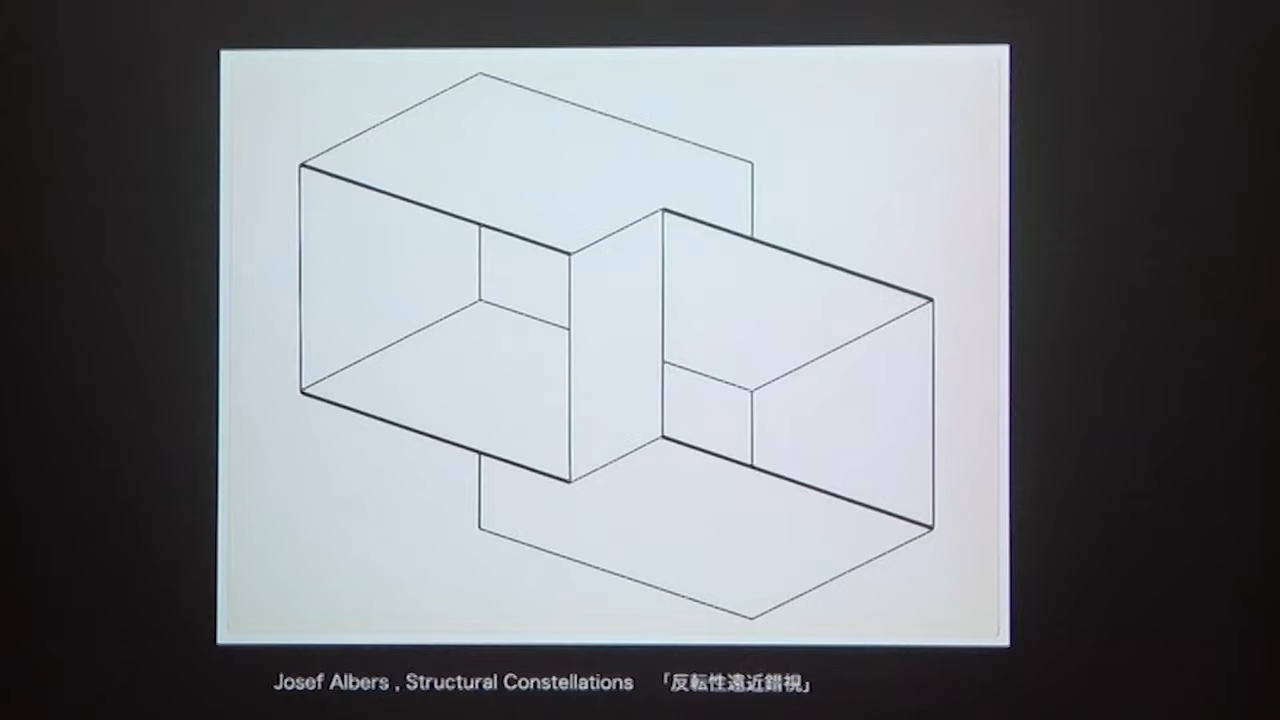 Josef Albers , Structural Constellations 「反転性遠近錯視」